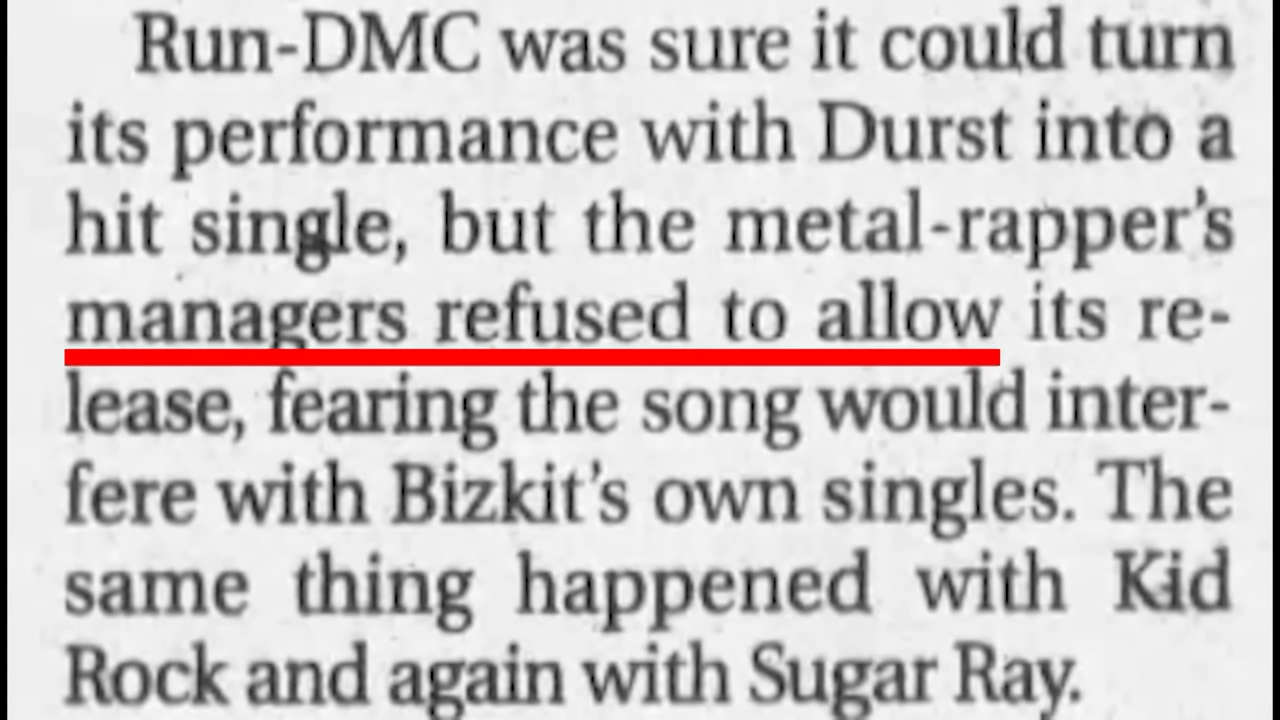 Run-DMC was sure it could turn
its performance with Durst into a
hit single, but the metal-rapper's
managers refused to allow its re-
lease, fearing the song would inter-
fere with Bizkit's own singles. The
same thing happened with Kid
Rock and again with Sugar Ray.